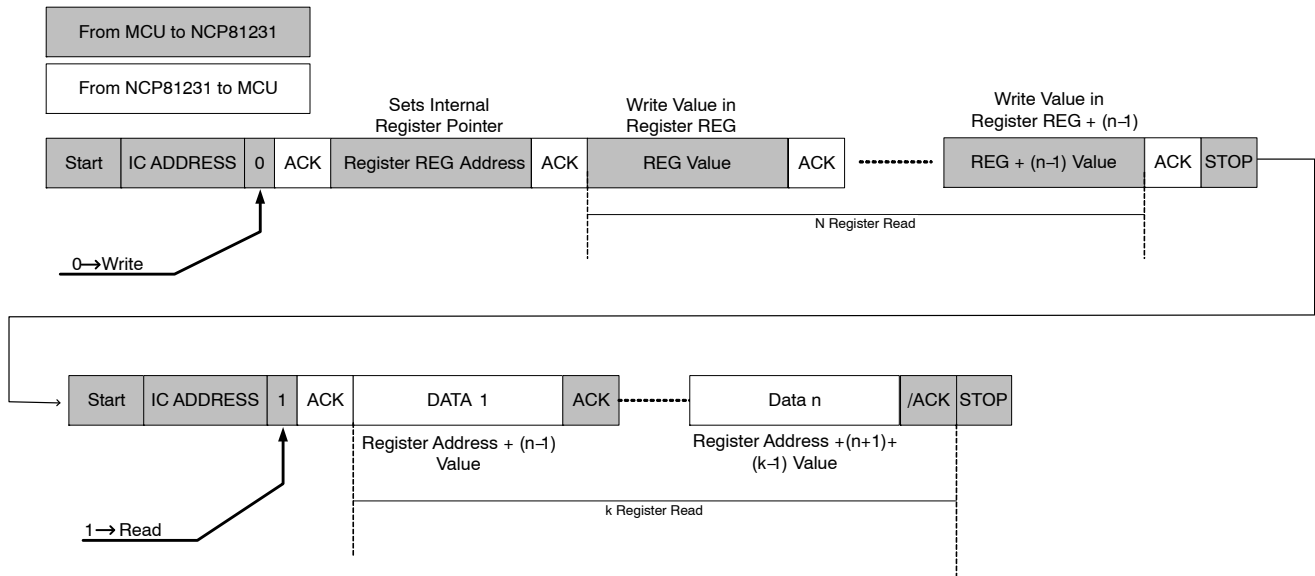 From MCU to NCP81231
From NCP81231 to MCU
Sets Internal
Register Pointer
Write Value in
Register REG
Write Value in
Register REG + (n–1)
Start IC ADDRESS 0 ACK Register REG Address ACK REG Value ACK REG + (n–1) Value ACK STOP
N Register Read
0→Write
Start IC ADDRESS 1 ACK DATA 1 ACK Data n /ACK STOP
Register Address + (n–1)
Value
Register Address +(n+1)+
(k–1) Value
k Register Read
1→ Read